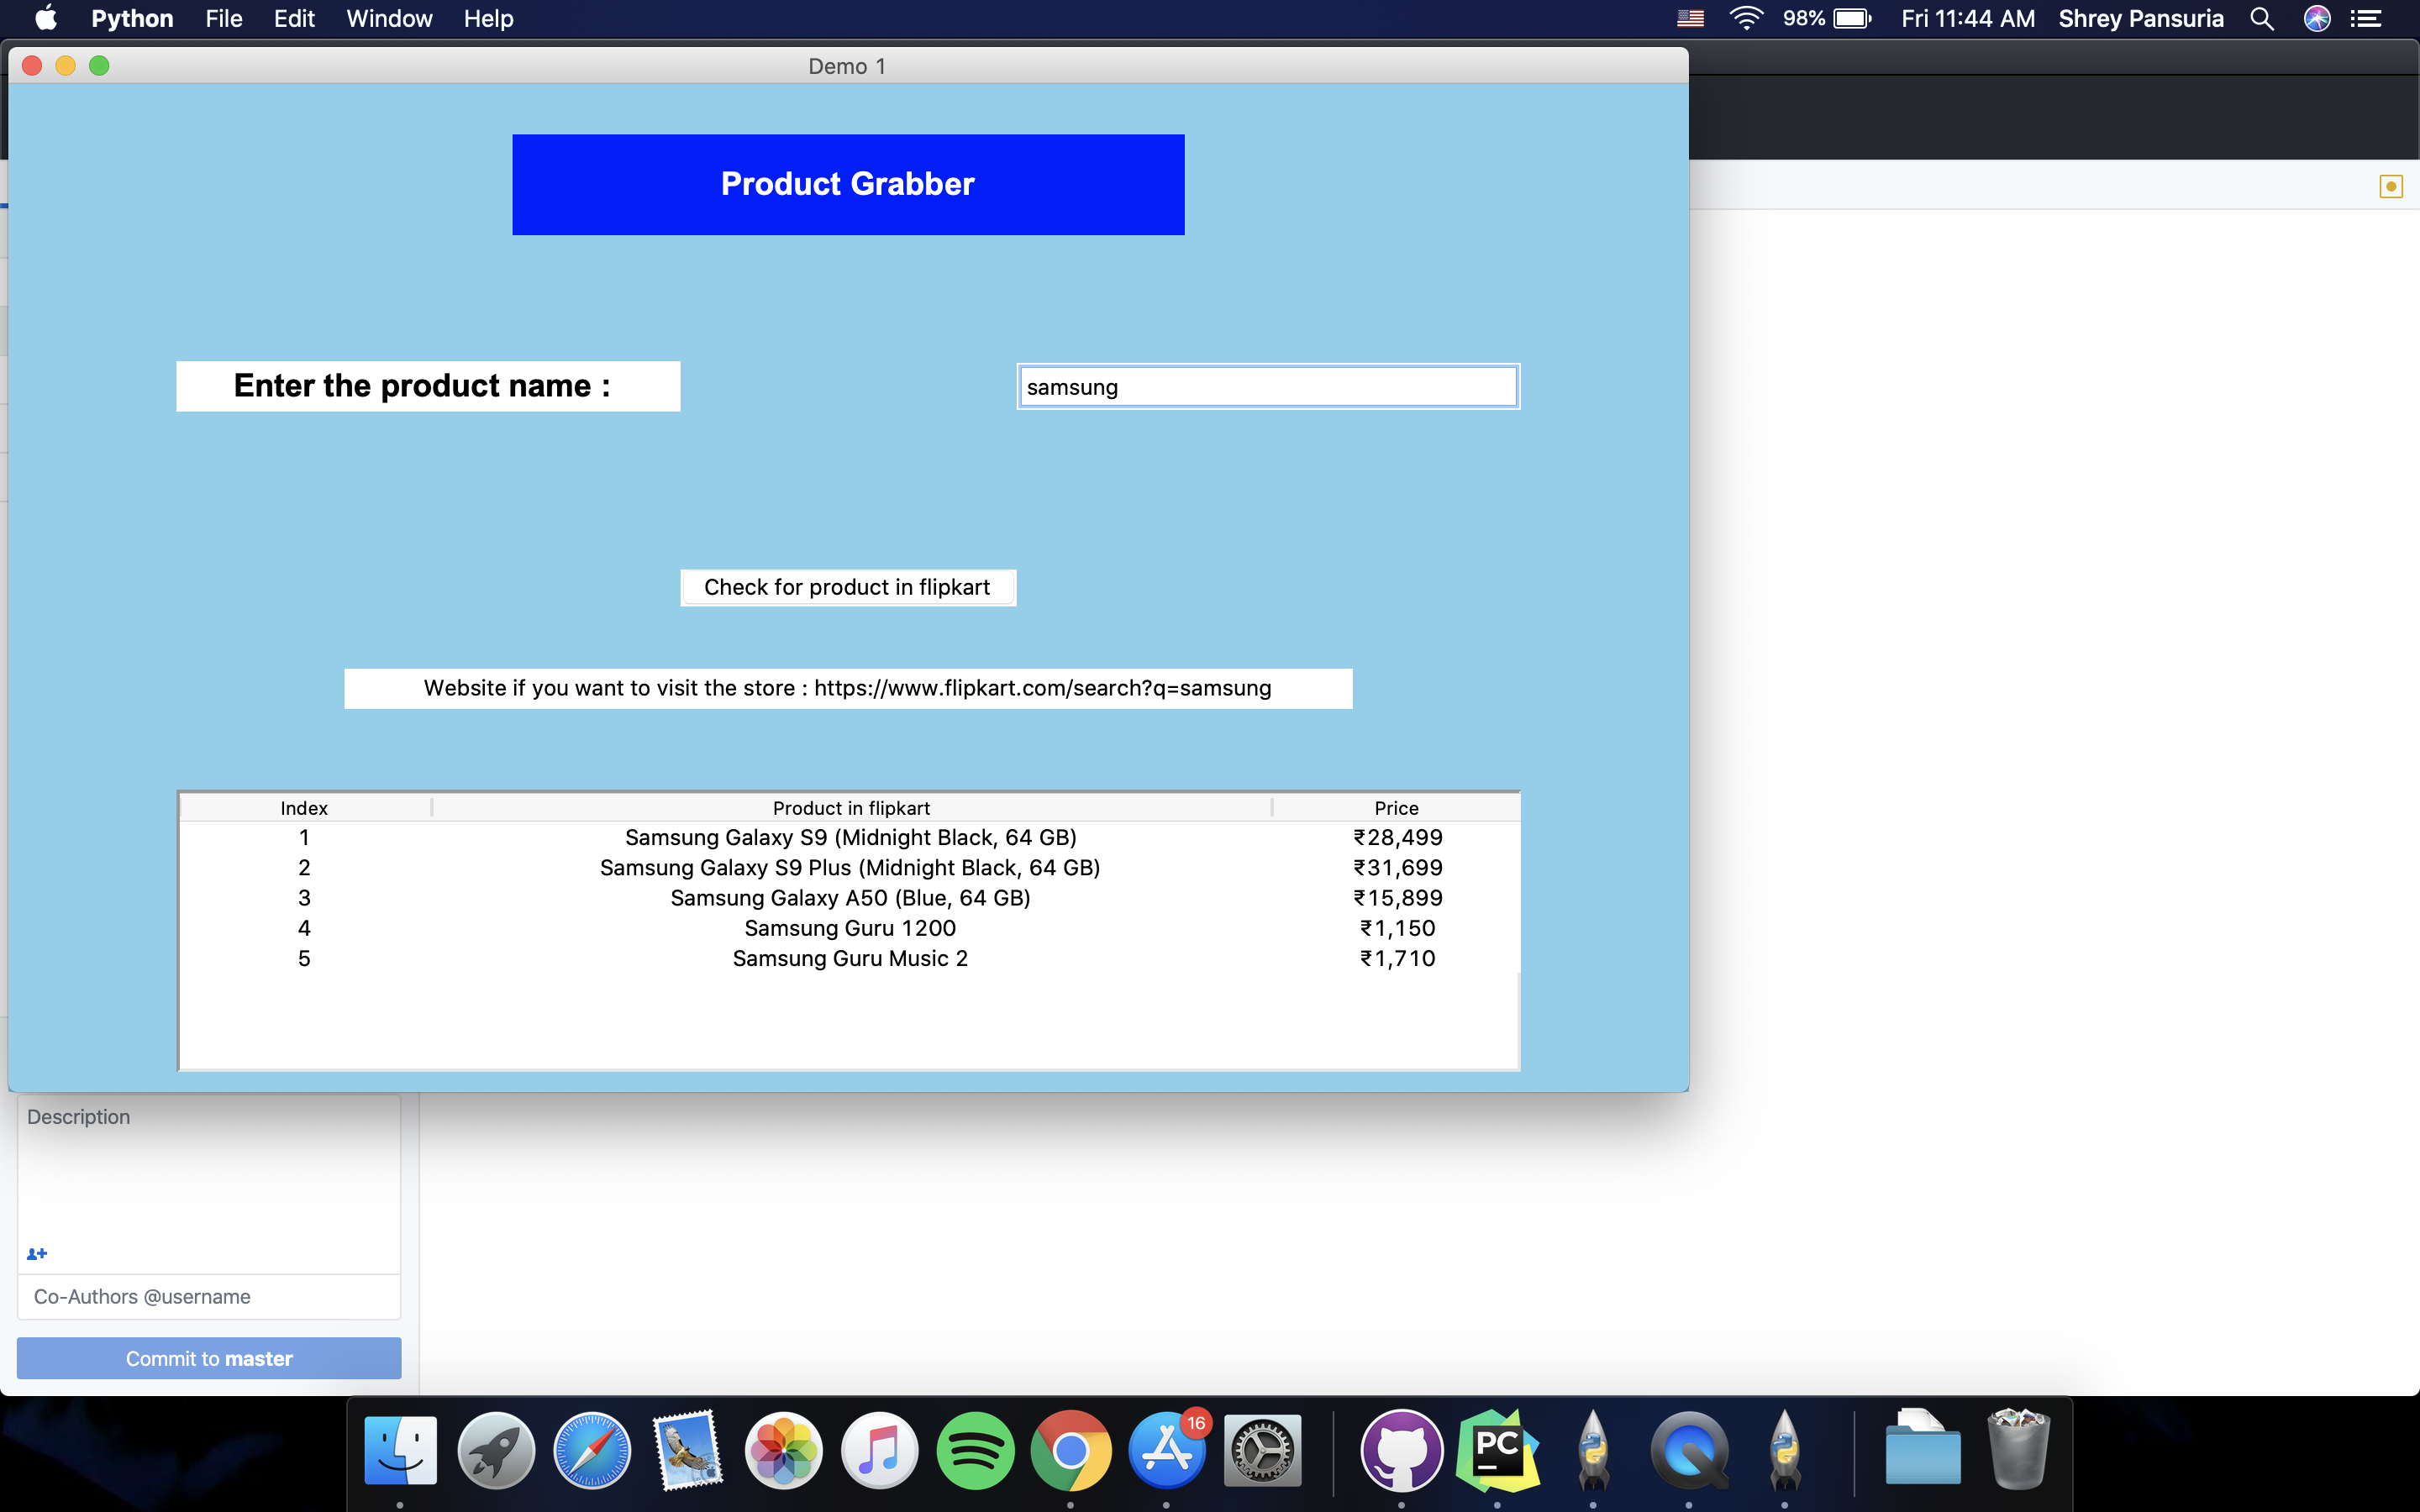 Python File Edit Window Help 98% Fri 11:44 AM Shrey Pansuria
Demo 1
Product Grabber
Enter the product name : samsung
Check for product in flipkart
Website if you want to visit the store : https://www.flipkart.com/search?q=samsung
Index Product in flipkart Price
1 Samsung Galaxy S9 (Midnight Black, 64 GB) ₹28,499
2 Samsung Galaxy S9 Plus (Midnight Black, 64 GB) ₹31,699
3 Samsung Galaxy A50 (Blue, 64 GB) ₹15,899
4 Samsung Guru 1200 ₹1,150
5 Samsung Guru Music 2 ₹1,710
Description
Co-Authors @username
Commit to master
16
PC